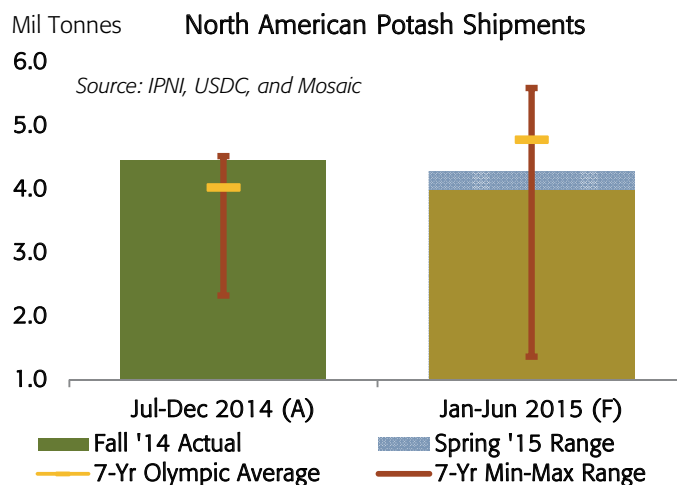 Mil Tonnes North American Potash Shipments
6.0
Source: IPNI, USDC, and Mosaic
5.0
4.0
3.0
2.0
1.0
Jul-Dec 2014 (A) Jan-Jun 2015 (F)
Fall '14 Actual Spring '15 Range
7-Yr Olympic Average 7-Yr Min-Max Range